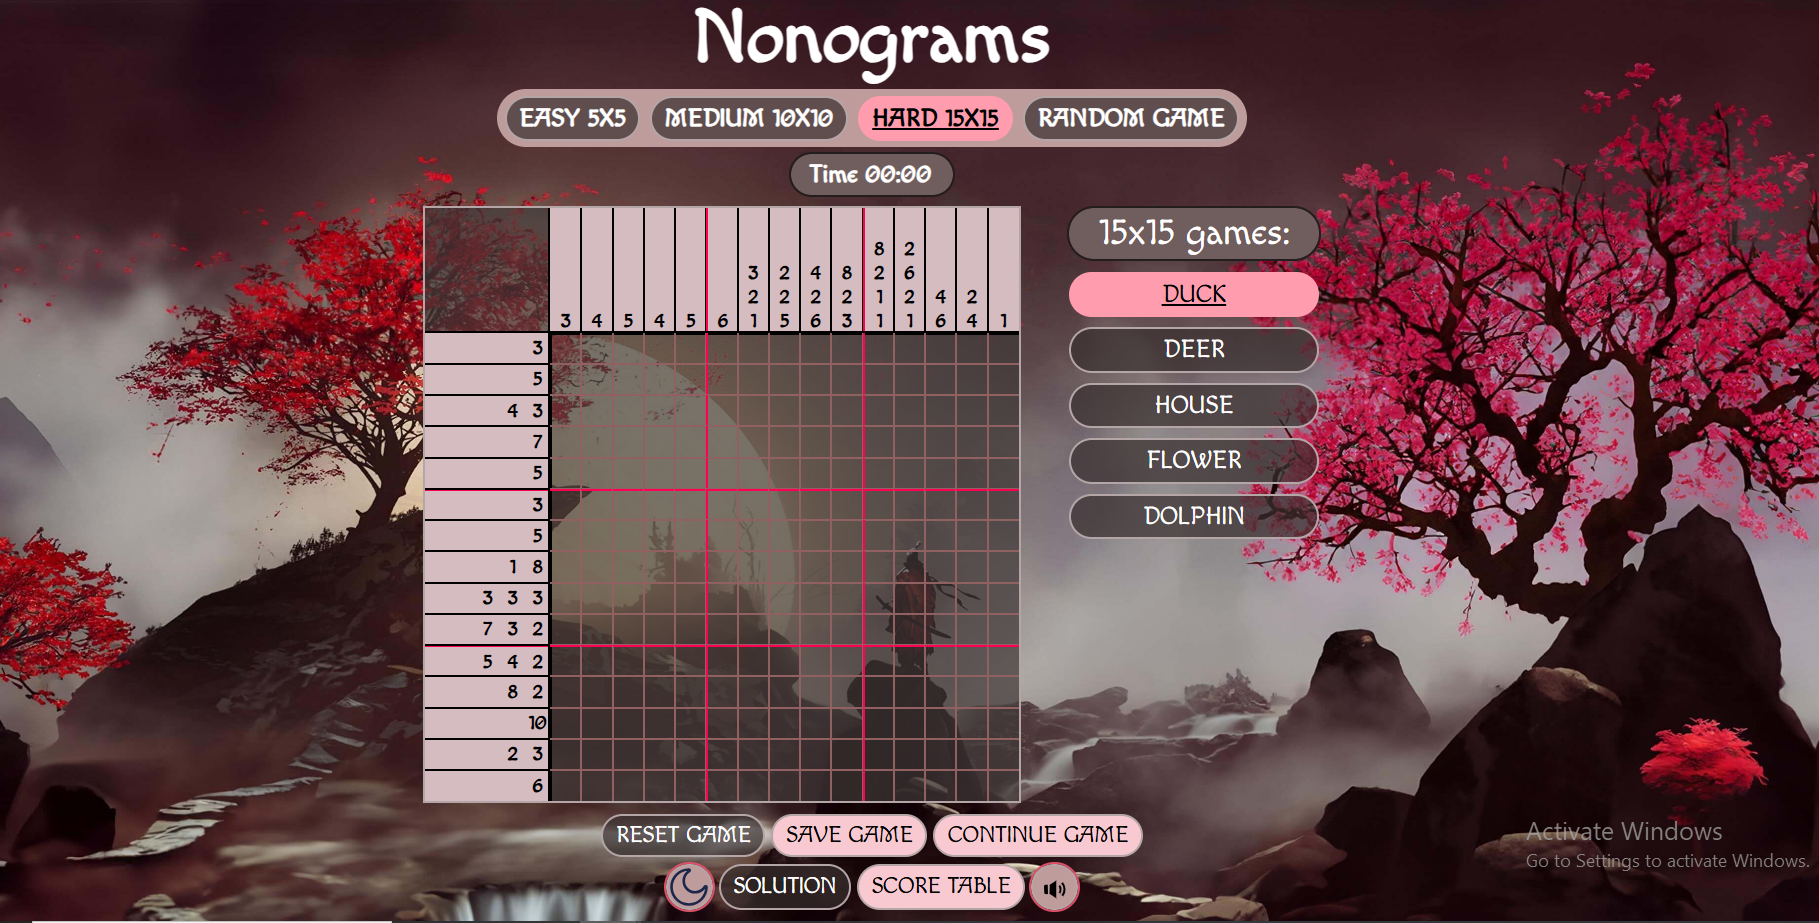 Nonograms
EASY 5X5 MEDIUM 10X10 HARD 15X15 RANDOM GAME
Time 00:00
8 2
3 2 4 8 2 6
2 2 2 2 1 2 4 2
3 4 5 4 5 6 1 5 6 3 1 1 6 4 1
3
5
4 3
7
5
3
5
1 8
3 3 3
7 3 2
5 4 2
8 2
10
2 3
6
15x15 games:
DUCK
DEER
HOUSE
FLOWER
DOLPHIN
RESET GAME SAVE GAME CONTINUE GAME
SOLUTION SCORE TABLE
Activate Windows
Go to Settings to activate Windows.